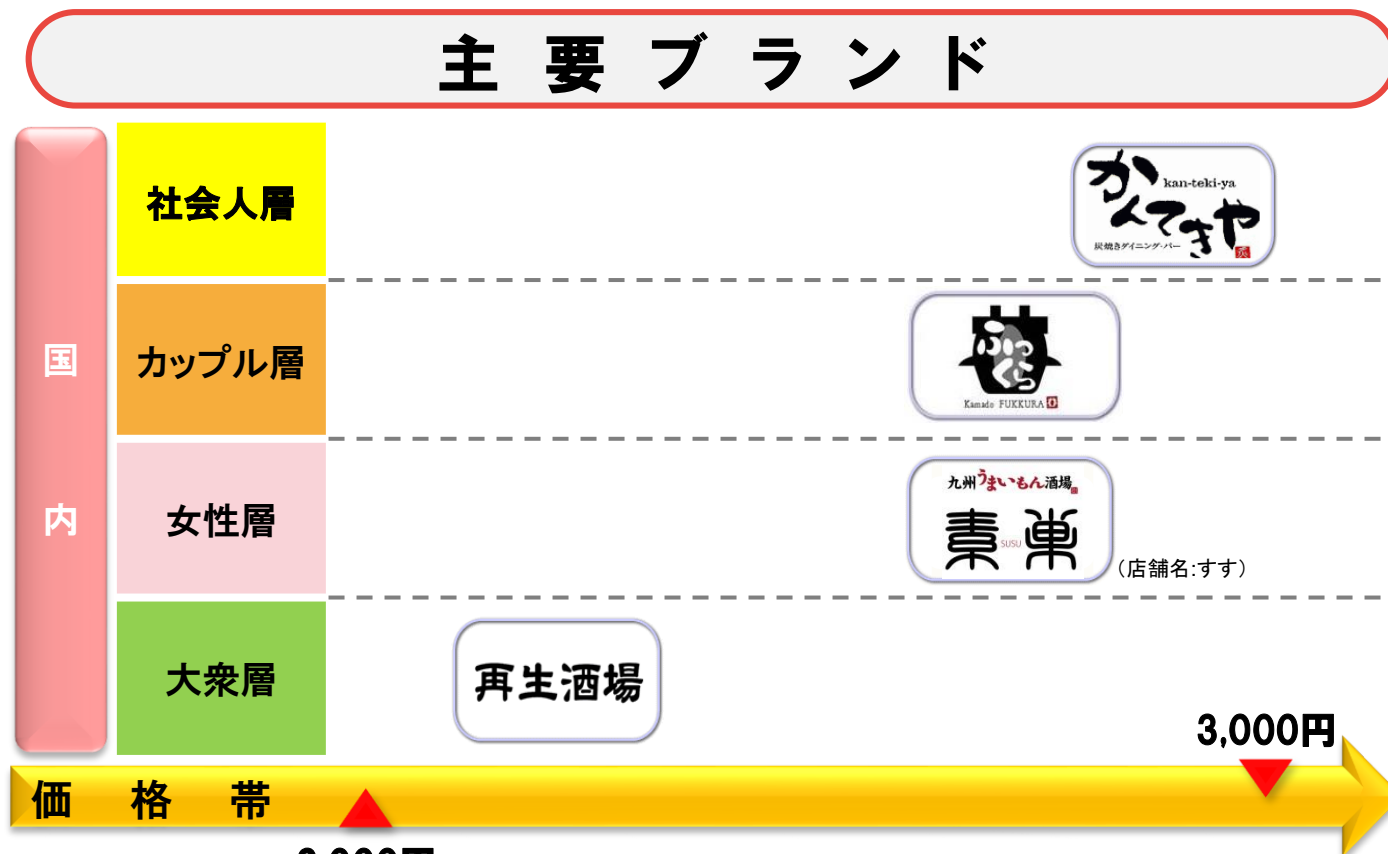 主要ブランド
国内
社会人層
かんてきや
kan-teki-ya
炭焼きダイニング・バー
カップル層
ふっくら
Kamado FUKKURA
女性層
九州うまいもん酒場
素巣
SUSU
（店舗名:すす）
大衆層
再生酒場
3,000円
価格帯